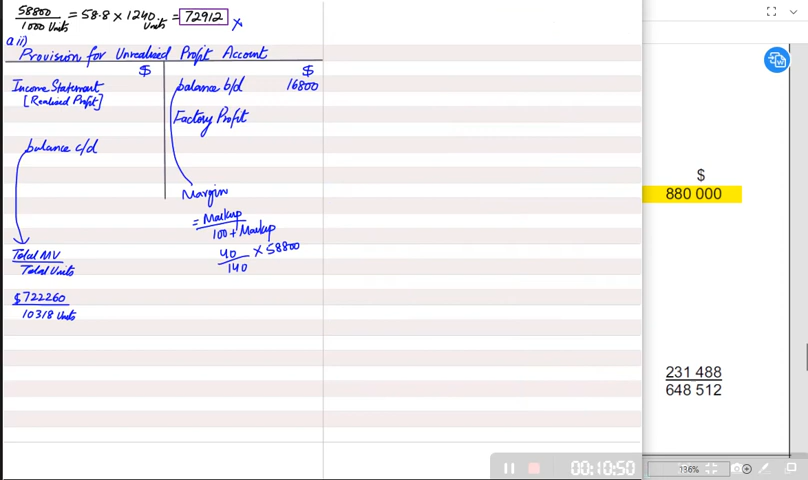 58800/1000 Units = 58.8 x 1240 Units = 72912 x
a ii)
Provision for Unrealised Profit Account
$ $
Income Statement balance b/d 16800
[Realised Profit]
Factory Profit
balance c/d
Margin
= Markup/100 + Markup
40/140 x 58800
Total MV/Total Units
$722260/10318 Units
$
880 000
231 488
648 512
00:10:50
136%